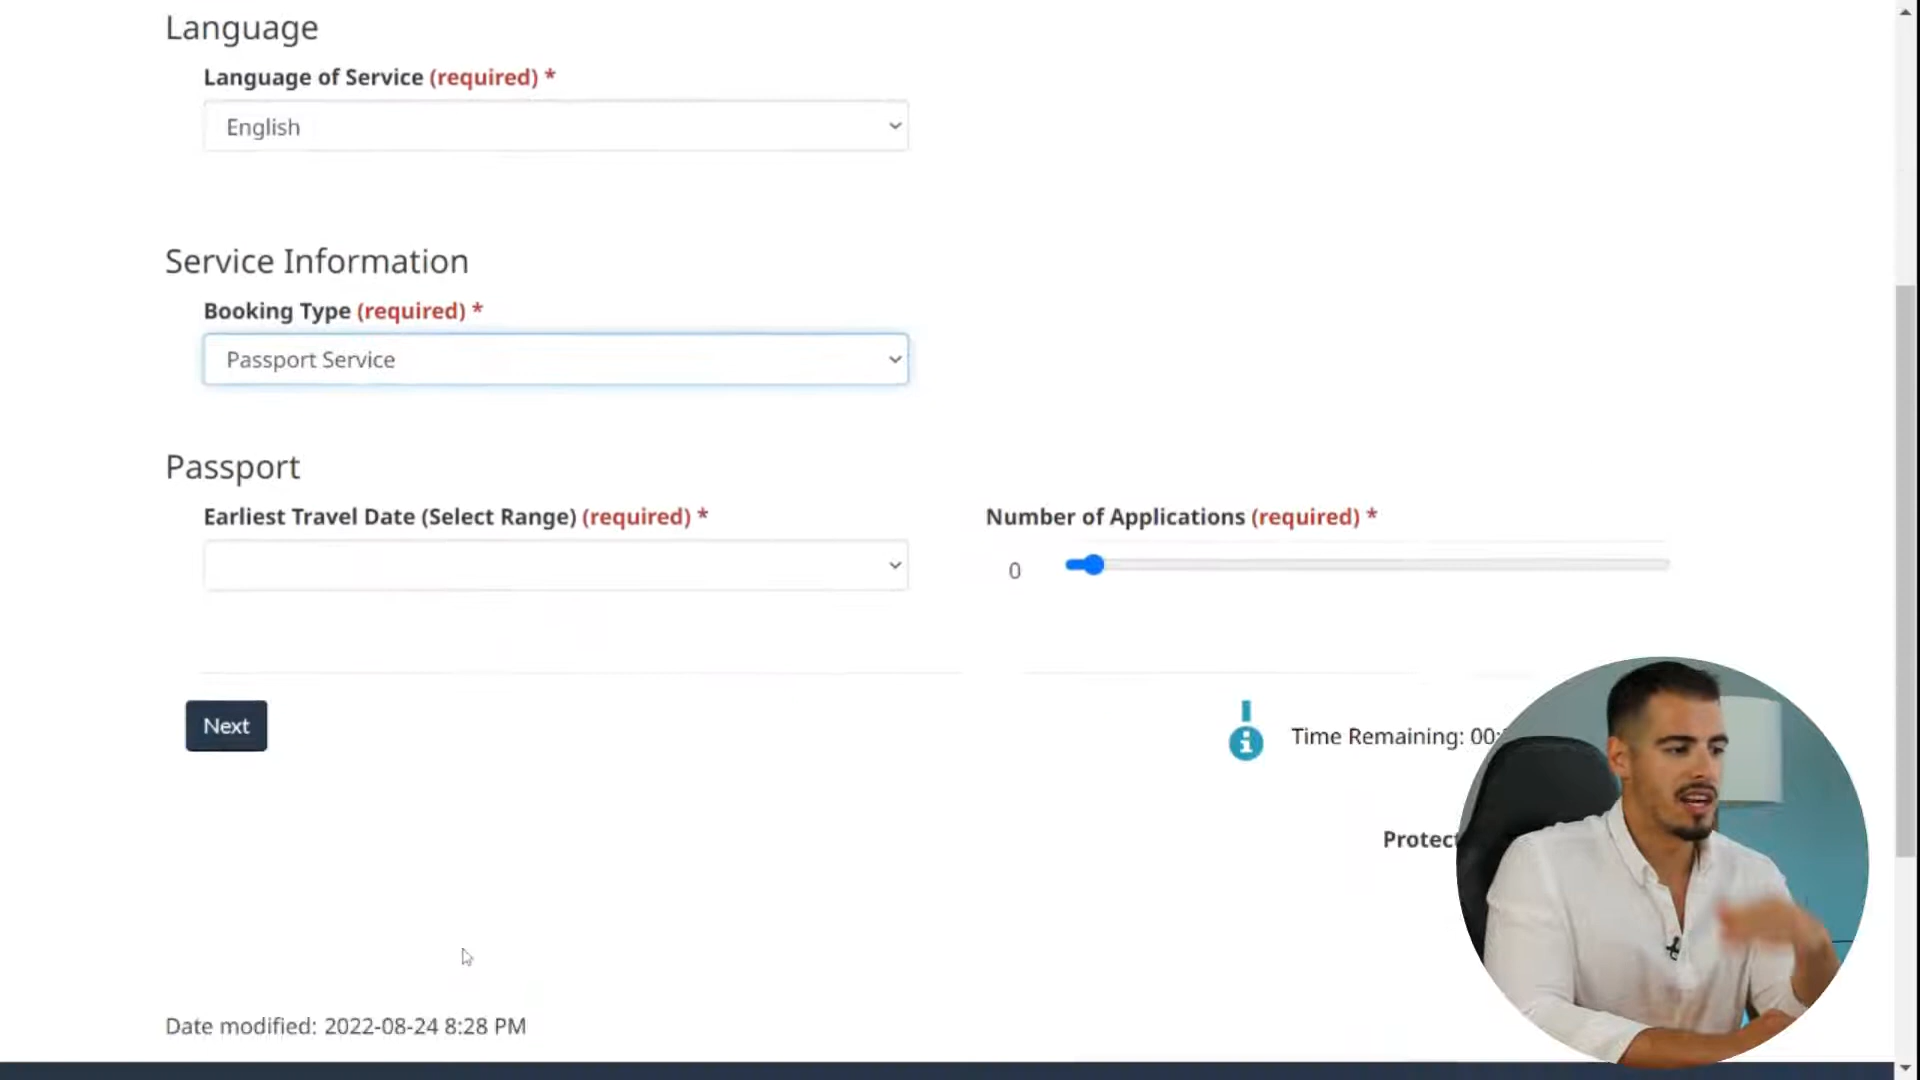 Language
Language of Service (required) *
English
Service Information
Booking Type (required) *
Passport Service
Passport
Earliest Travel Date (Select Range) (required) *
Number of Applications (required) *
0
Next
Time Remaining: 00:
Protec
Date modified: 2022-08-24 8:28 PM